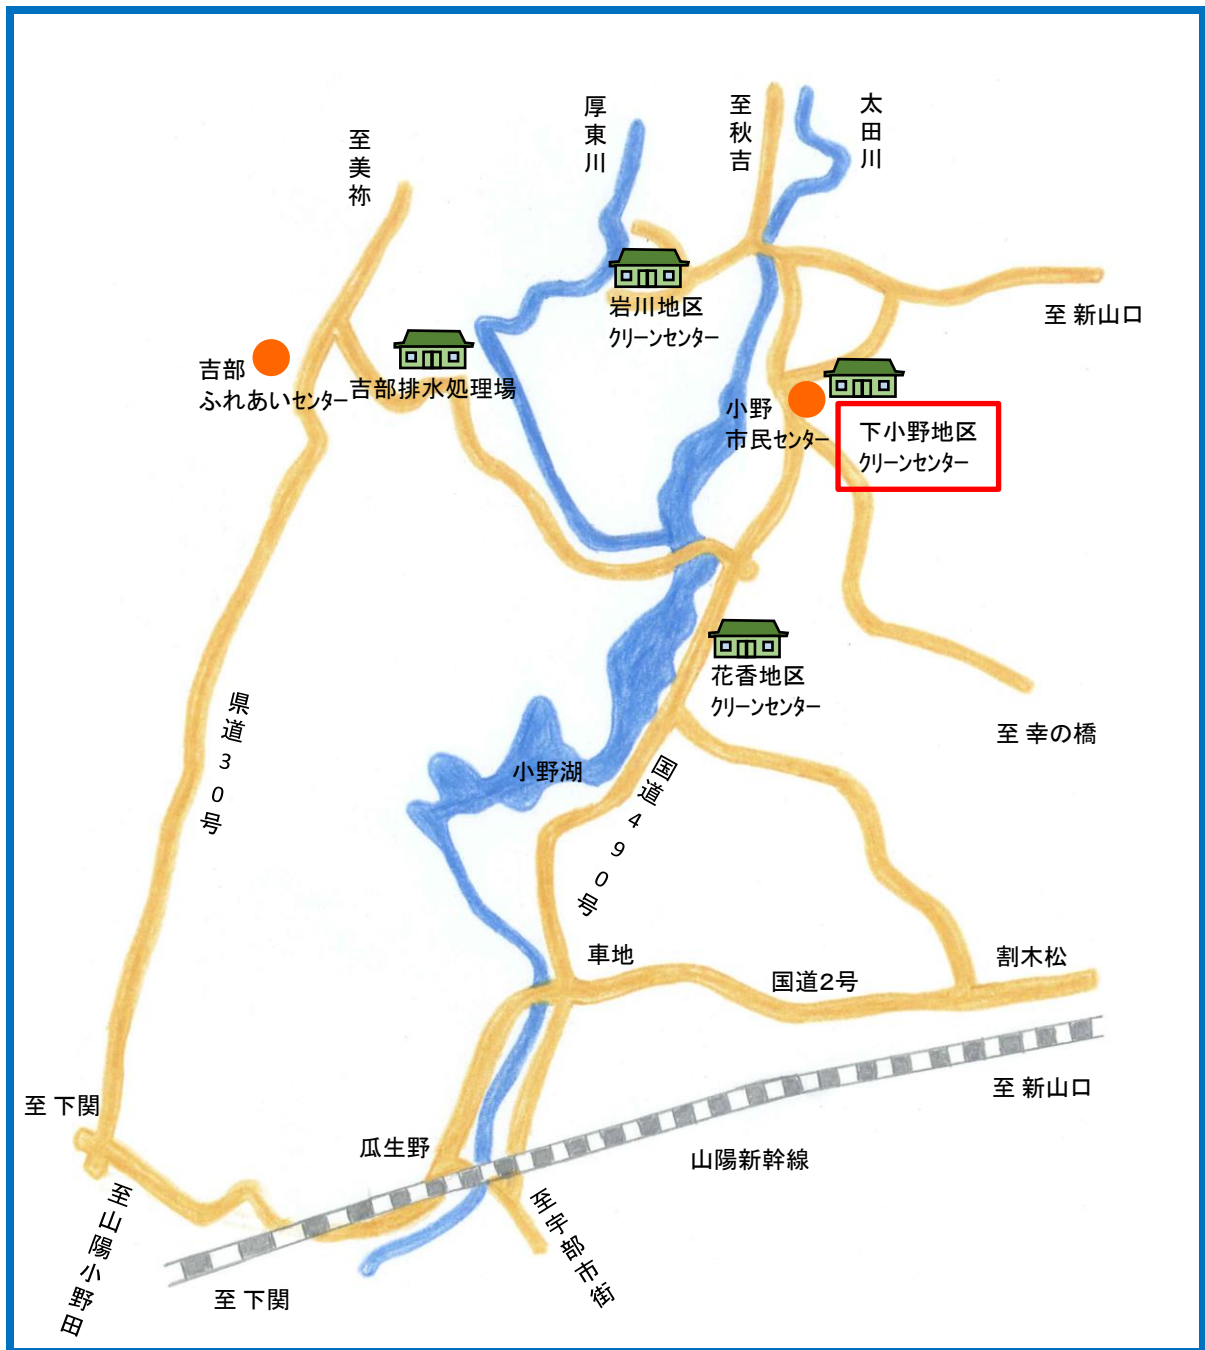 厚東川
至秋吉
太田川
至美祢
岩川地区
クリーンセンター
至 新山口
吉部
ふれあいセンター
吉部排水処理場
小野
市民センター
下小野地区
クリーンセンター
花香地区
クリーンセンター
至 幸の橋
県道30号
小野湖
国道490号
車地
国道2号
割木松
至 下関
瓜生野
至 新山口
山陽新幹線
至山陽小野田
至宇部市街
至 下関